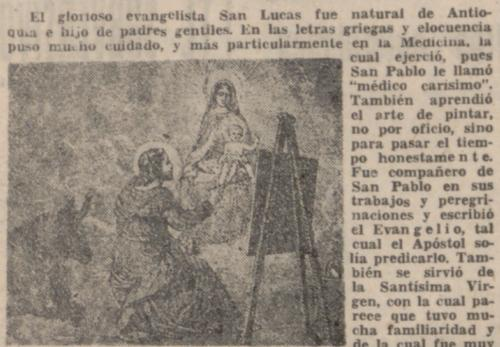 El glorioso evangelista San Lucas fue natural de Antio-
quía e hijo de padres gentiles. En las letras griegas y elocuencia
puso mucho cuidado, y más particularmente en la Medicina, la
cual ejerció, pues
San Pablo le llamó
"médico carísimo".
También aprendió
el arte de pintar,
no por oficio, sino
para pasar el tiem-
po honestamente.
Fue compañero de
San Pablo en sus
trabajos y peregri-
naciones y escribió
el Evangelio, tal
cual el Apóstol so-
lía predicarlo. Tam-
bién se sirvió de
la Santísima Vir-
gen, con la cual pa-
rece que tuvo mu-
cha familiaridad y
de la cual fue muy